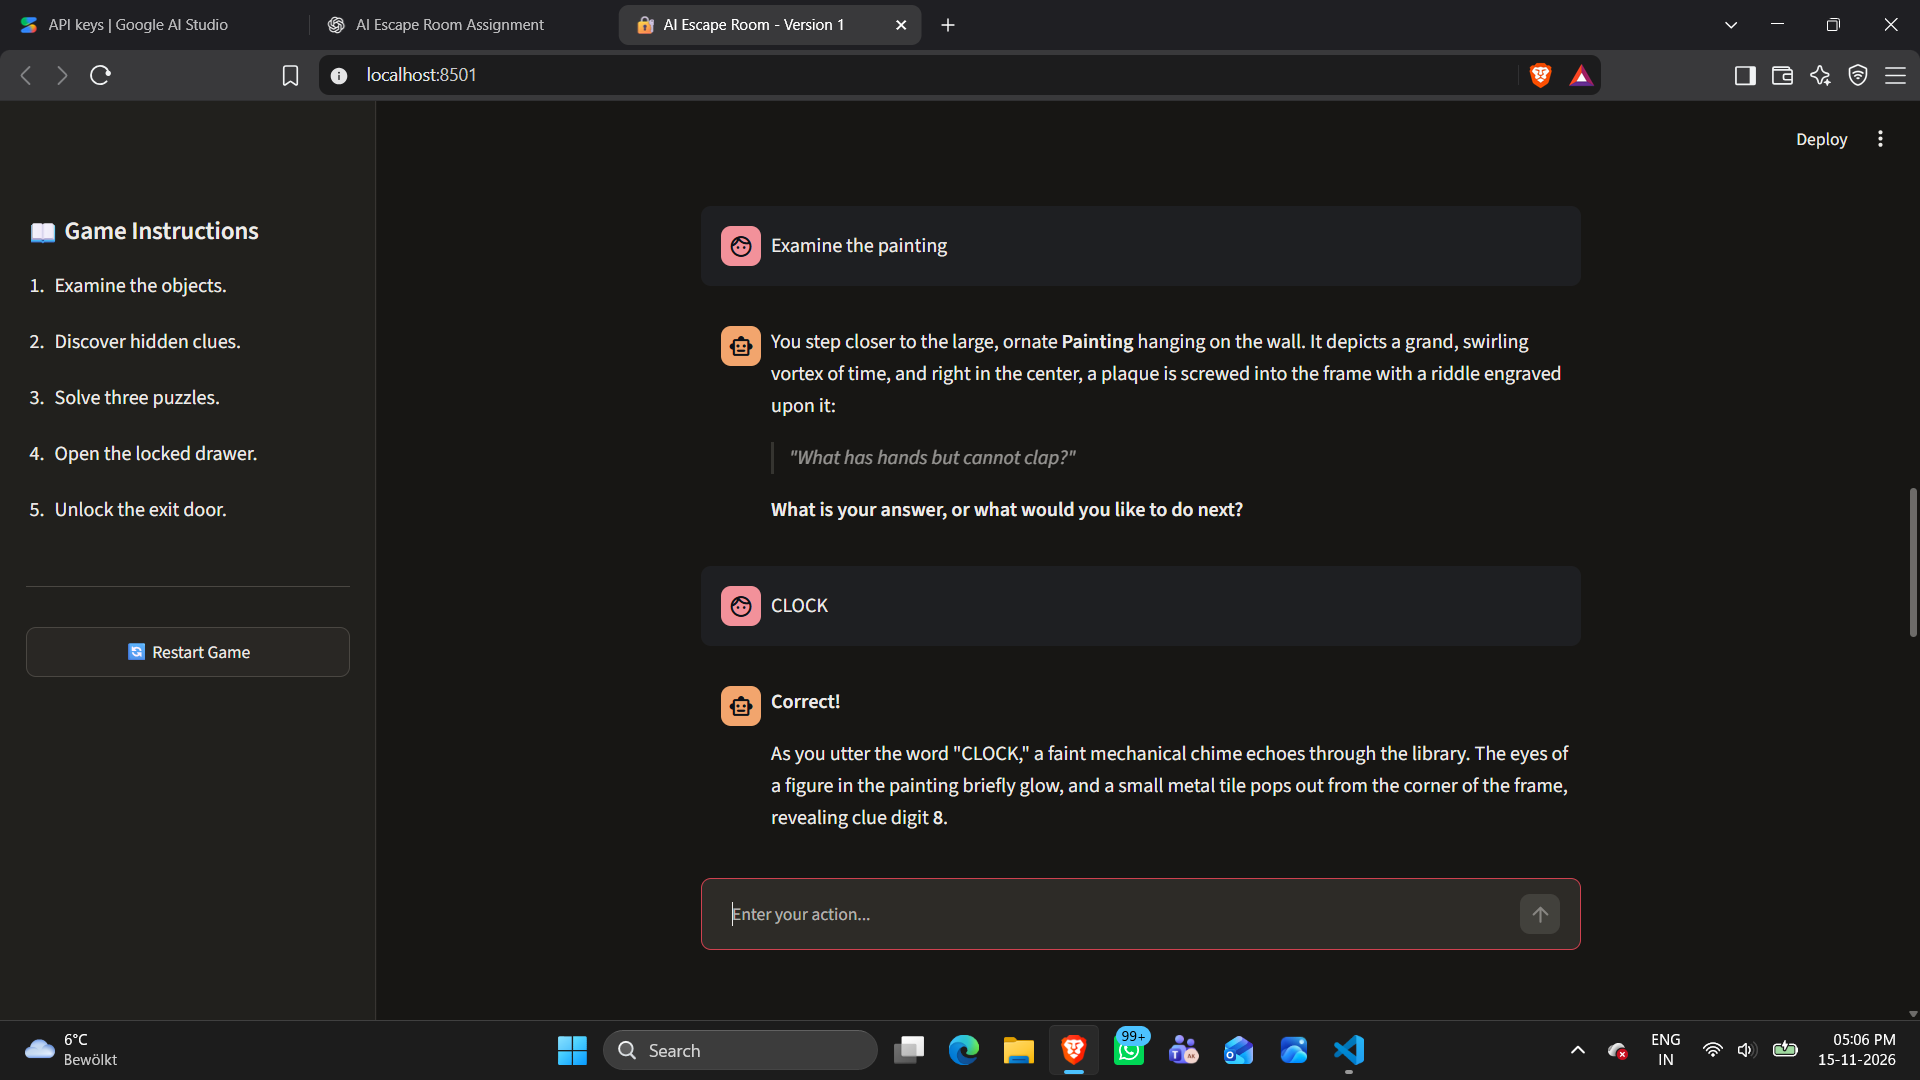 API keys | Google AI Studio
AI Escape Room Assignment
AI Escape Room - Version 1
localhost:8501
Deploy
Game Instructions
1. Examine the objects.
2. Discover hidden clues.
3. Solve three puzzles.
4. Open the locked drawer.
5. Unlock the exit door.
Restart Game
Examine the painting
You step closer to the large, ornate Painting hanging on the wall. It depicts a grand, swirling
vortex of time, and right in the center, a plaque is screwed into the frame with a riddle engraved
upon it:
"What has hands but cannot clap?"
What is your answer, or what would you like to do next?
CLOCK
Correct!
As you utter the word "CLOCK," a faint mechanical chime echoes through the library. The eyes of
a figure in the painting briefly glow, and a small metal tile pops out from the corner of the frame,
revealing clue digit 8.
Enter your action...
6°C
Bewölkt
Search
99+
ENG
IN
05:06 PM
15-11-2026